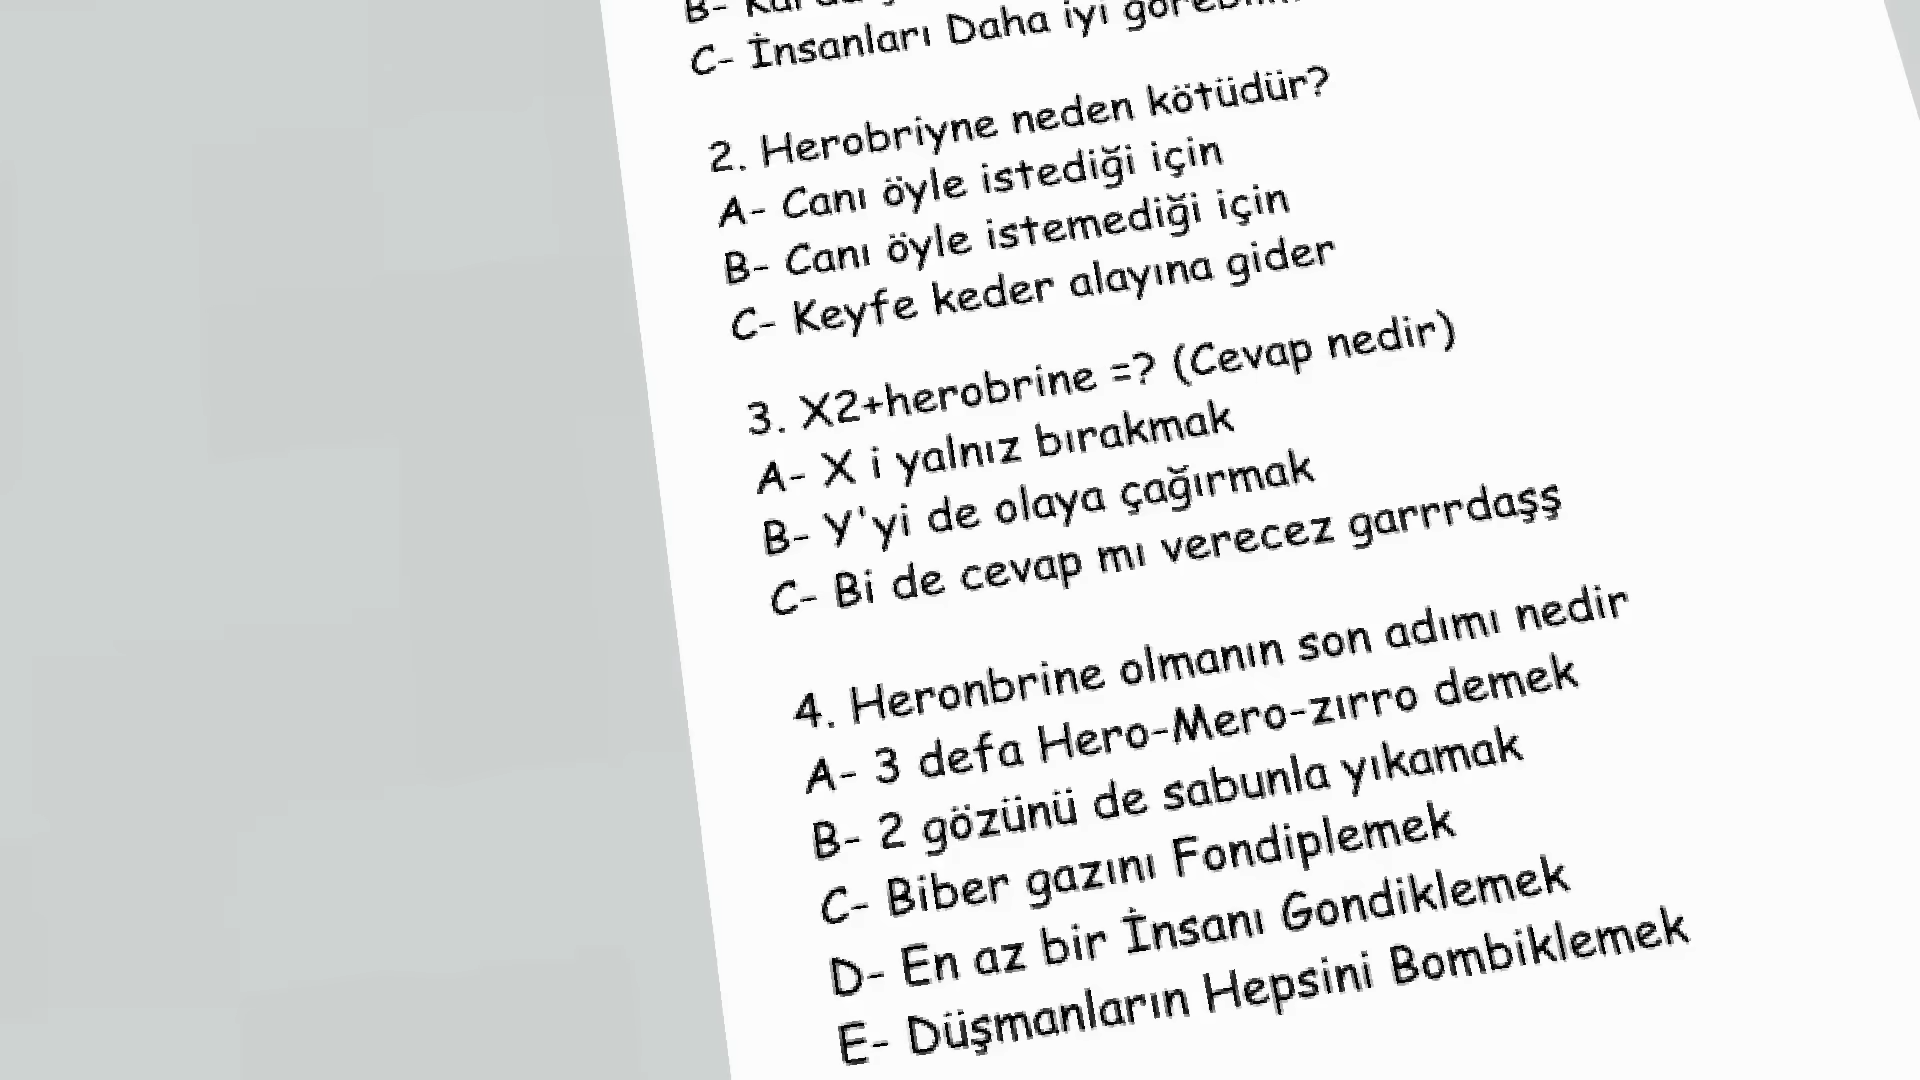 B-
C- İnsanları Daha iyi
2. Herobriyne neden kötüdür?
A- Canı öyle istediği için
B- Canı öyle istemediği için
C- Keyfe keder alayına gider
3. X2+herobrine =? (Cevap nedir)
A- X i yalnız bırakmak
B- Y'yi de olaya çağırmak
C- Bi de cevap mı verecez garrrdaşş
4. Heronbrine olmanın son adımı nedir
A- 3 defa Hero-Mero-zırro demek
B- 2 gözünü de sabunla yıkamak
C- Biber gazını Fondiplemek
D- En az bir İnsanı Gondiklemek
E- Düşmanların Hepsini Bombiklemek